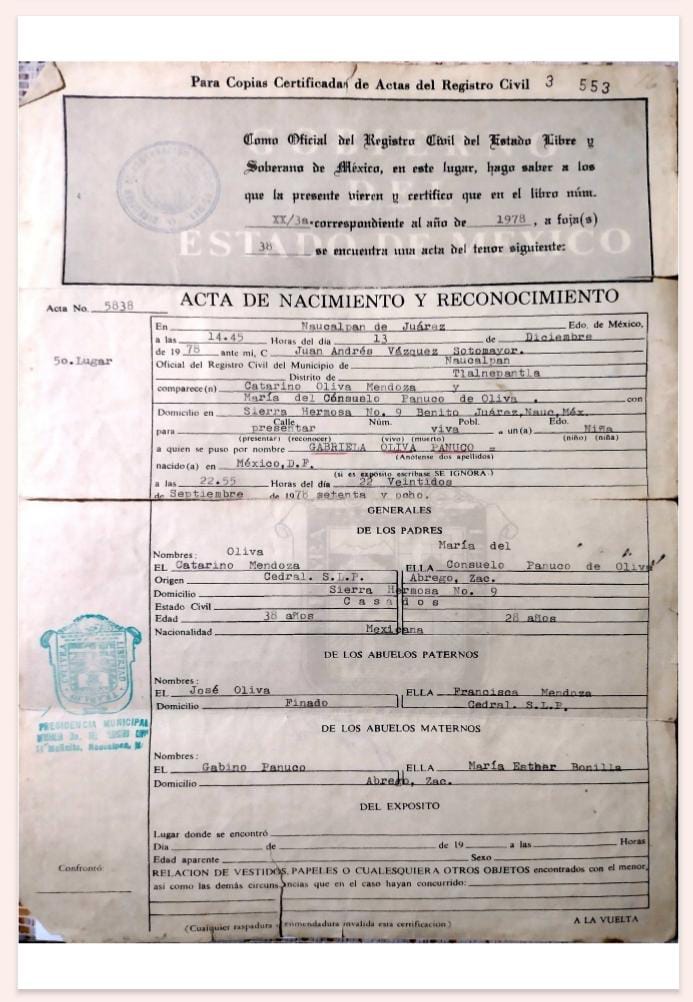 Para Copias Certificadas de Actas del Registro Civil 3 553
Como Oficial del Registro Civil del Estado Libre y
Soberano de México, en este lugar, hago saber a los
que la presente vieren y certifico que en el libro núm.
XX/3a. correspondiente al año de 1978, a foja(s)
38 se encuentra una acta del tenor siguiente:
ESTADO DE MÉXICO
Acta No. 5838 ACTA DE NACIMIENTO Y RECONOCIMIENTO
5o. Lugar
En Naucalpan de Juárez Edo. de México,
a las 14.45 Horas del día 13 de Diciembre
de 1978 ante mi, C Juan Andrés Vázquez Sotomayor.
Oficial del Registro Civil del Municipio de Naucalpan
Distrito de Tlalnepantla
comparece(n) Catarino Oliva Mendoza y
María del Cónsuelo Panuco de Oliva . con
Domicilio en Sierra Hermosa No. 9 Benito Juárez,Nauc,Méx.
Calle Núm. Pobl. Edo.
para presentar viva a un(a) Niña
(presentar) (reconocer) (vivo) (muerto) (niño) (niña)
a quien se puso por nombre GABRIELA OLIVA PANUCO =
(Anótense dos apellidos)
nacido(a) en México,D.F.
(si es expósito escríbase SE IGNORA.)
a las 22.55 Horas del día 22 Veintidos
de Septiembre de 1978 setenta y ocho.
GENERALES
DE LOS PADRES
Nombres: Oliva María del
EL Catarino Mendoza ELLA Consuelo Panuco de Oliva
Origen Cedral. S.L.P. Abrego, Zac.
Domicilio Sierra Hermosa No. 9
Estado Civil C a s a d o s
Edad 38 años 28 años
Nacionalidad Mexicana
DE LOS ABUELOS PATERNOS
Nombres:
EL José Oliva ELLA Francisca Mendoza
Domicilio Finado Cedral. S.L.P.
PRESIDENCIA MUNICIPAL
DE LOS ABUELOS MATERNOS
Nombres:
EL Gabino Panuco ELLA María Esther Bonilla
Domicilio Abrego, Zac.
DEL EXPOSITO
Lugar donde se encontró
Día de de 19 a las Horas
Edad aparente Sexo
Confrontó:
RELACION DE VESTIDOS, PAPELES O CUALESQUIERA OTROS OBJETOS encontrados con el menor,
así como las demás circunstancias que en el caso hayan concurrido:
(Cualquier raspadura o enmendadura invalida esta certificación) A LA VUELTA